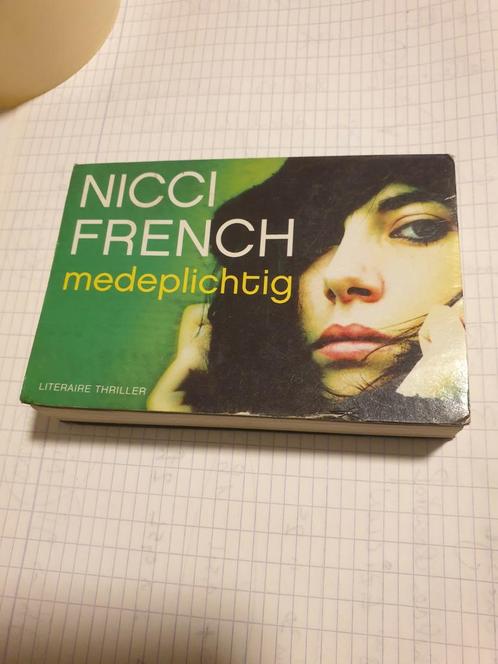 NICCI
FRENCH
medeplichtig
LITERAIRE THRILLER